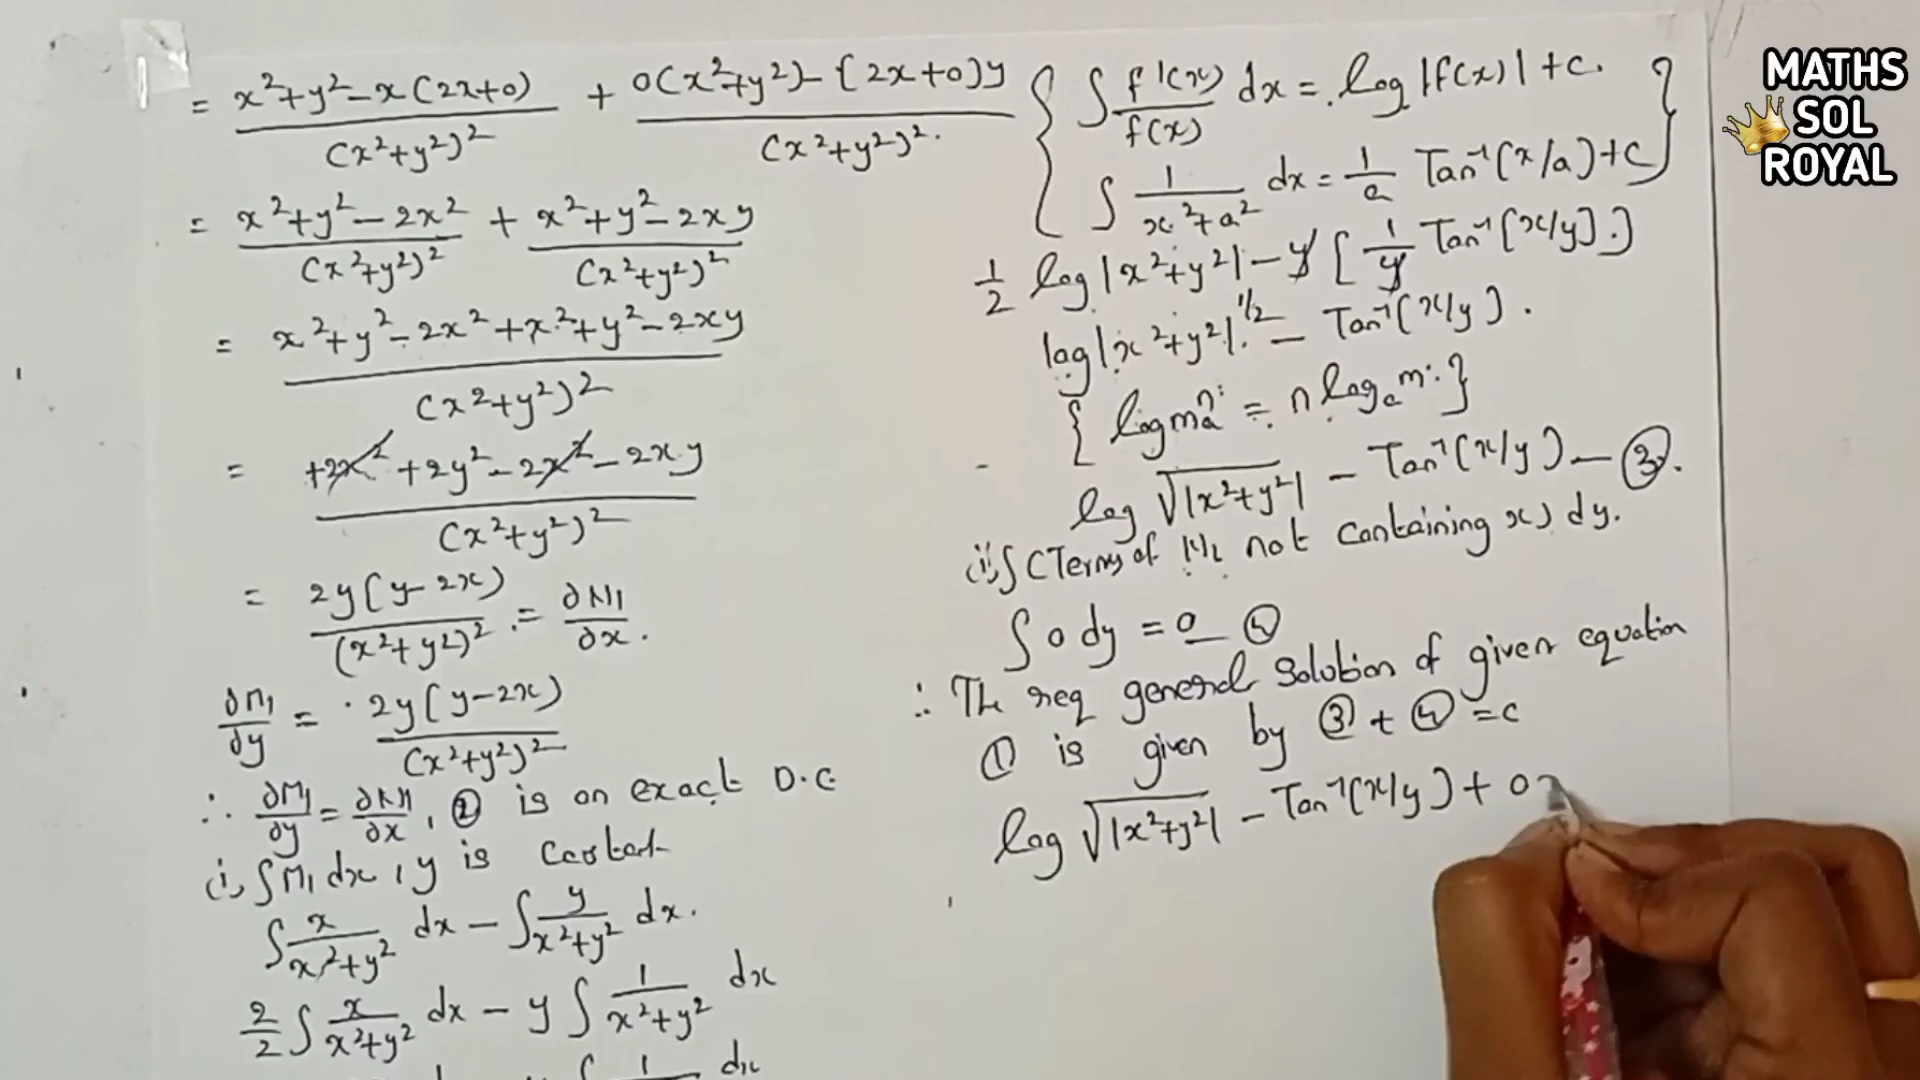 = x²+y²-x(2x+0) / (x²+y²)² + 0(x²+y²)-(2x+0)y / (x²+y²)².
= x²+y²-2x² / (x²+y²)² + x²+y²-2xy / (x²+y²)²
= x²+y²-2x²+x²+y²-2xy / (x²+y²)²
= +2x²+2y²-2x²-2xy / (x²+y²)²
= 2y(y-2x) / (x²+y²)² = ∂N1/∂x.
∂M1/∂y = 2y(y-2x) / (x²+y²)²
∴ ∂M1/∂y = ∂N1/∂x, ② is an exact D.E
(i) ∫M1 dx, y is
∫ x/x²+y² dx - ∫ y/x²+y² dx.
2/2 ∫ x/x²+y² dx - y ∫ 1/x²+y² dx
{ ∫ f'(x)/f(x) dx = log|f(x)|+c.
∫ 1/x²+a² dx = 1/a Tan⁻¹(x/a)+c }
1/2 log|x²+y²| - y [ 1/y Tan⁻¹[x/y].]
log|x²+y²|^1/2 - Tan⁻¹(x/y).
{ log mₐⁿ = n logₐ m. }
log √|x²+y²| - Tan⁻¹(x/y) — ③.
(ii) ∫(Terms of N1 not containing x) dy.
∫0 dy = 0 — ④
∴ The req general solution of given equation
① is given by ③ + ④ = c
log √|x²+y²| - Tan⁻¹(x/y) + 0
MATHS
SOL
ROYAL